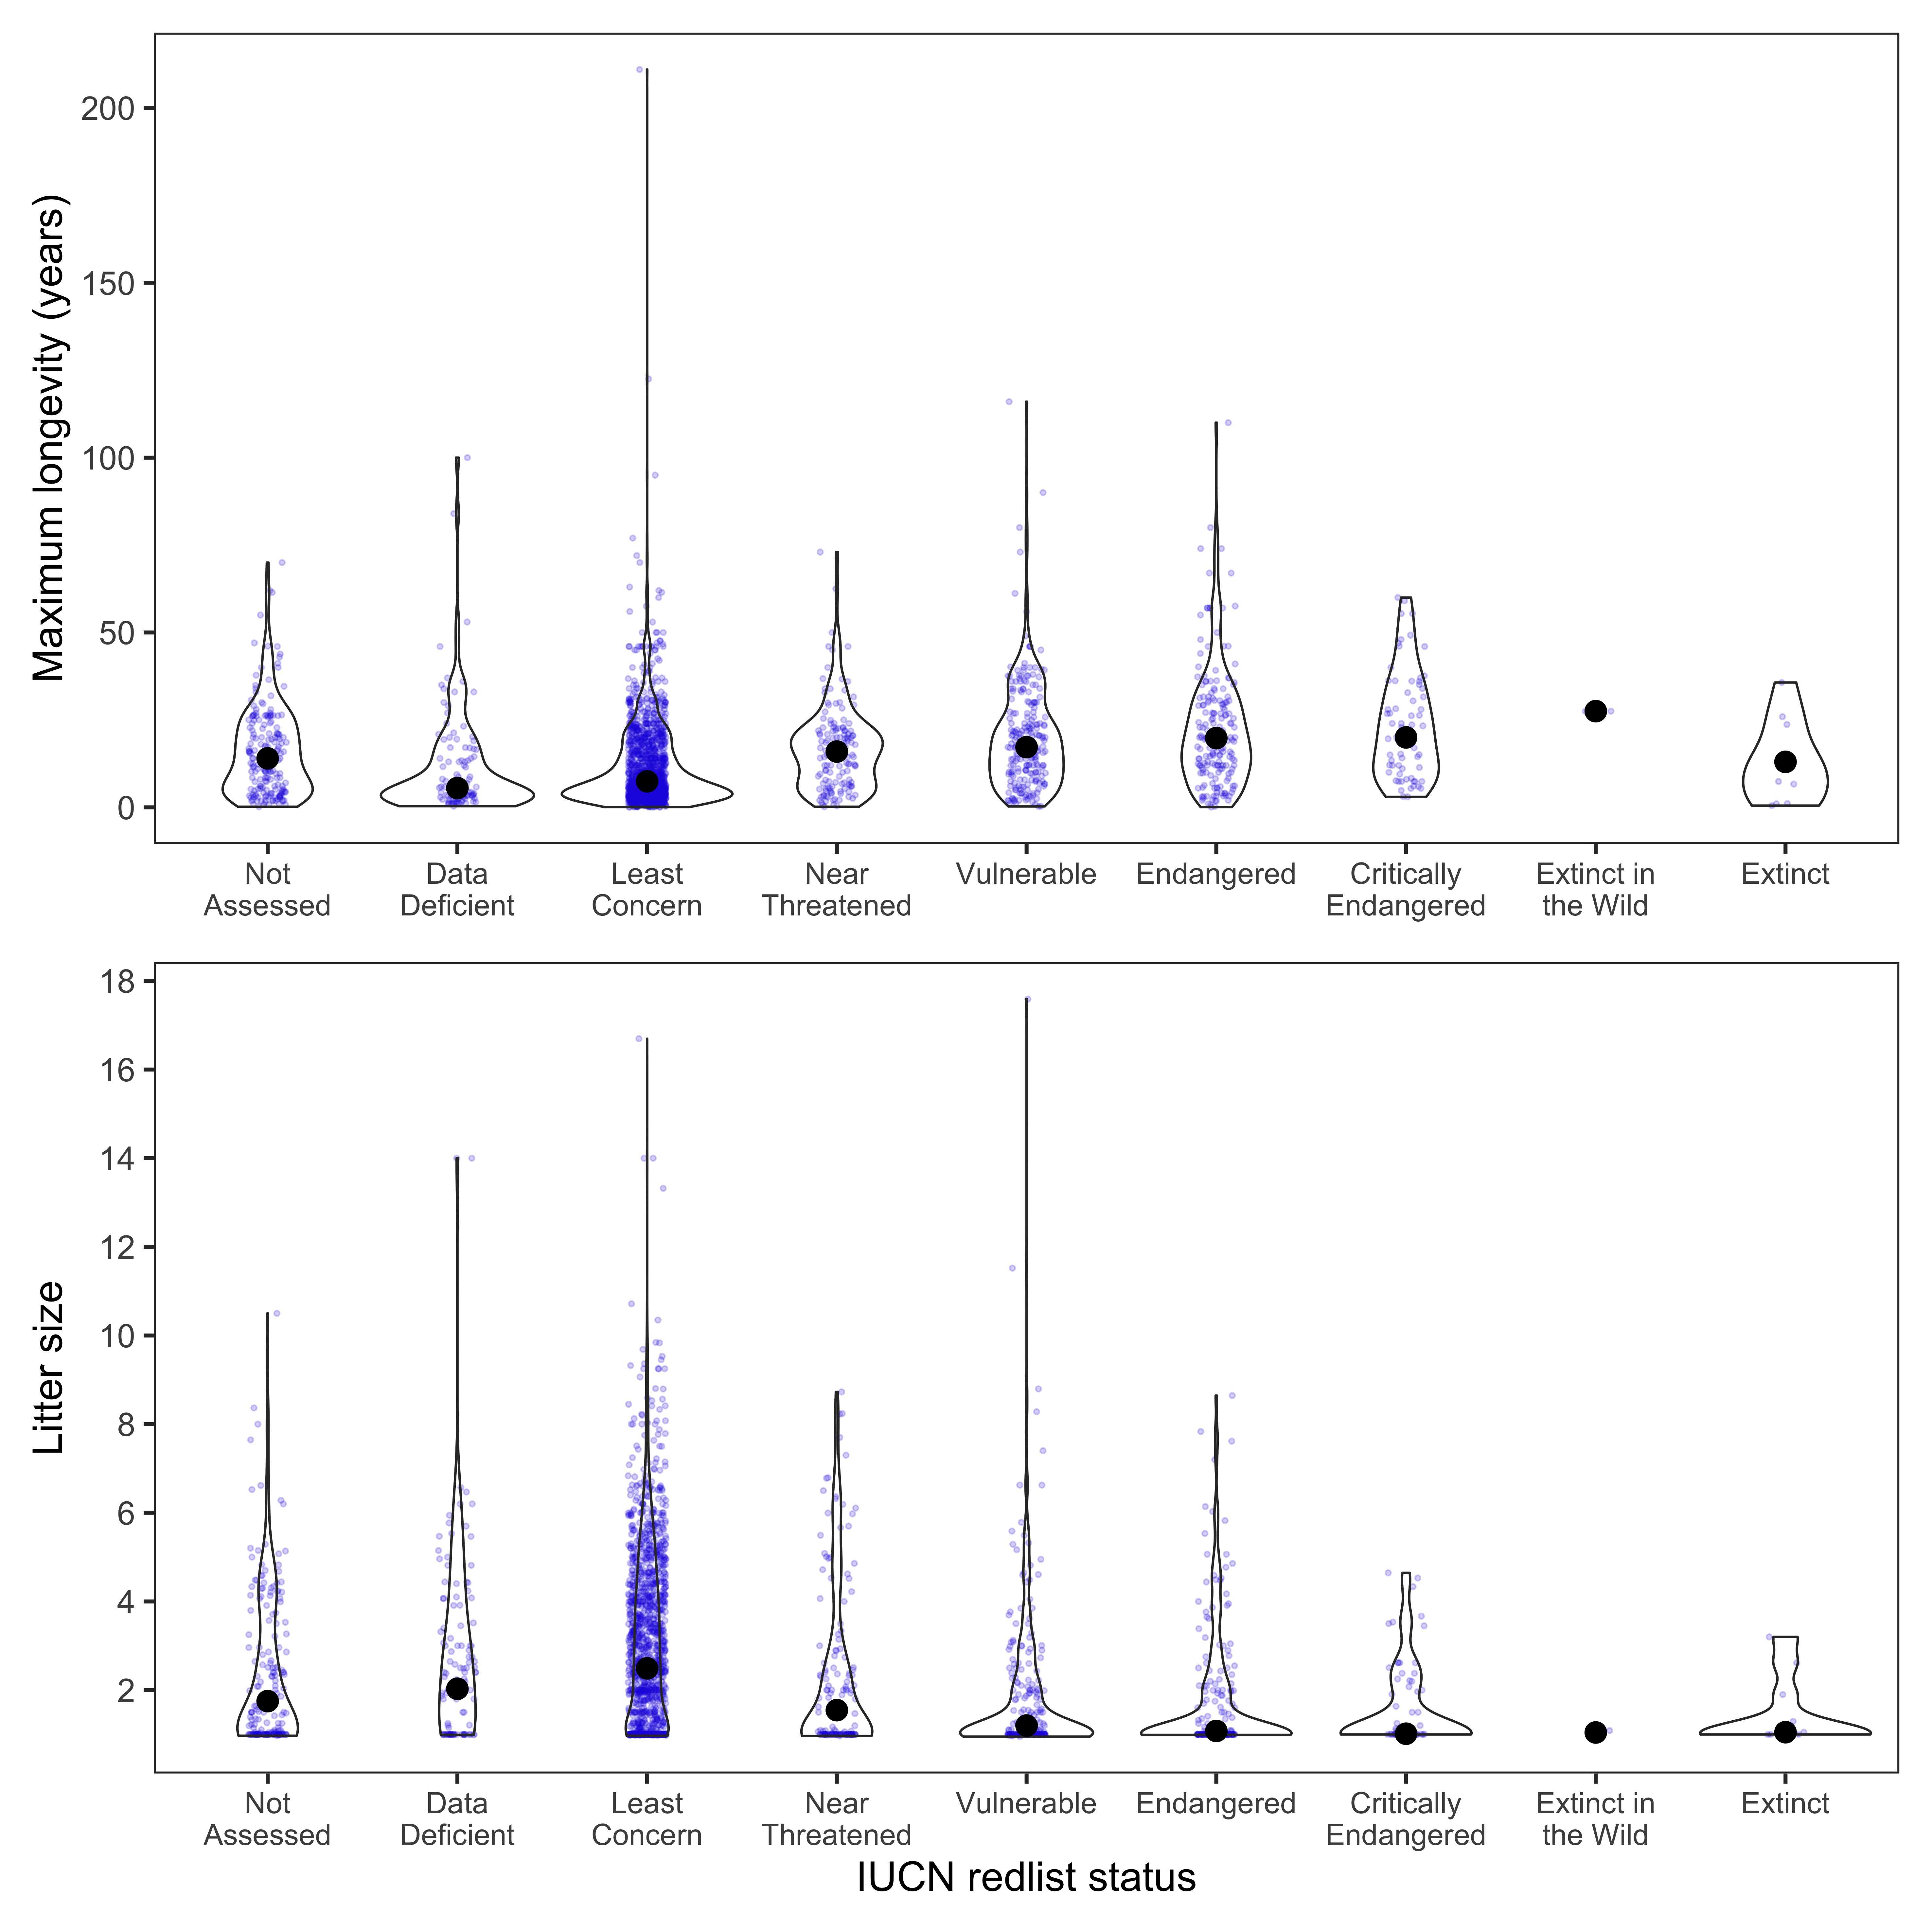 Maximum longevity (years)
200
150
100
50
0
Not Assessed
Data Deficient
Least Concern
Near Threatened
Vulnerable
Endangered
Critically Endangered
Extinct in the Wild
Extinct
Litter size
18
16
14
12
10
8
6
4
2
Not Assessed
Data Deficient
Least Concern
Near Threatened
Vulnerable
Endangered
Critically Endangered
Extinct in the Wild
Extinct
IUCN redlist status